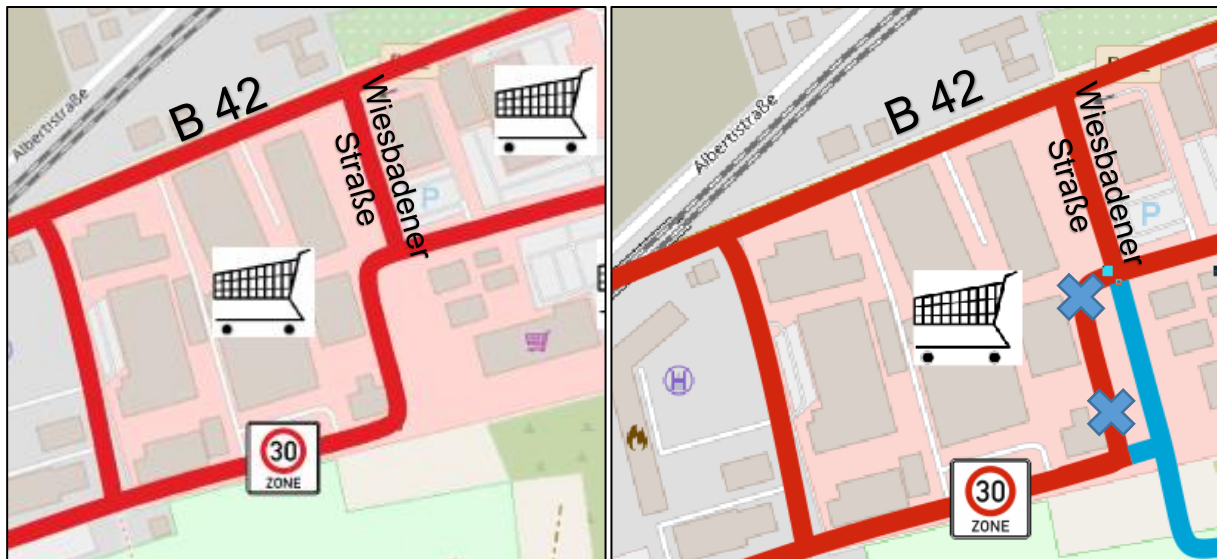 B 42
Albertistraße
Wiesbadener
Straße
P
30
ZONE
B 42
Albertistraße
Wiesbadener
Straße
P
H
30
ZONE